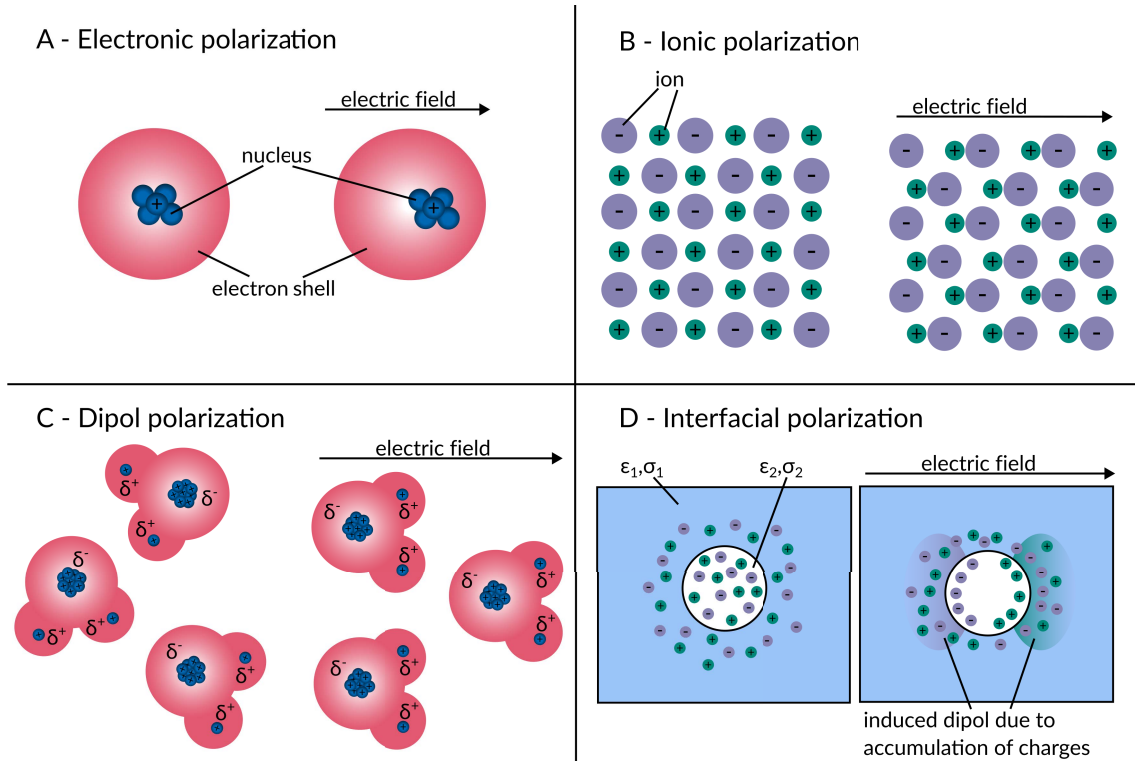 A - Electronic polarization
electric field
nucleus
electron shell
B - Ionic polarization
ion
electric field
- + - + - +
+ - + - + -
- + - + - +
+ - + - + -
- + - + - +
+ - + - + -
- + - + - +
+ - + - + -
- + - + - +
+ - + - + -
- + - + - +
+ - + - + -
C - Dipol polarization
electric field
δ⁺
δ⁻
δ⁺
δ⁻
δ⁺
δ⁺
δ⁻
δ⁺
δ⁺
δ⁻
δ⁺
δ⁺
δ⁻
δ⁺
δ⁺
δ⁻
δ⁺
δ⁺
D - Interfacial polarization
ε₁,σ₁
ε₂,σ₂
electric field
induced dipol due to
accumulation of charges